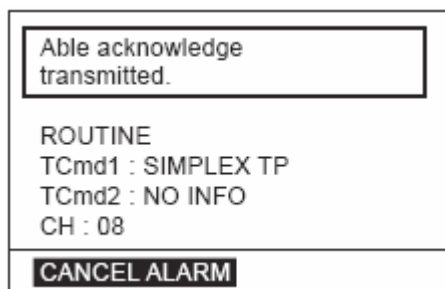 Able acknowledge
transmitted.
ROUTINE
TCmd1 : SIMPLEX TP
TCmd2 : NO INFO
CH : 08
CANCEL ALARM